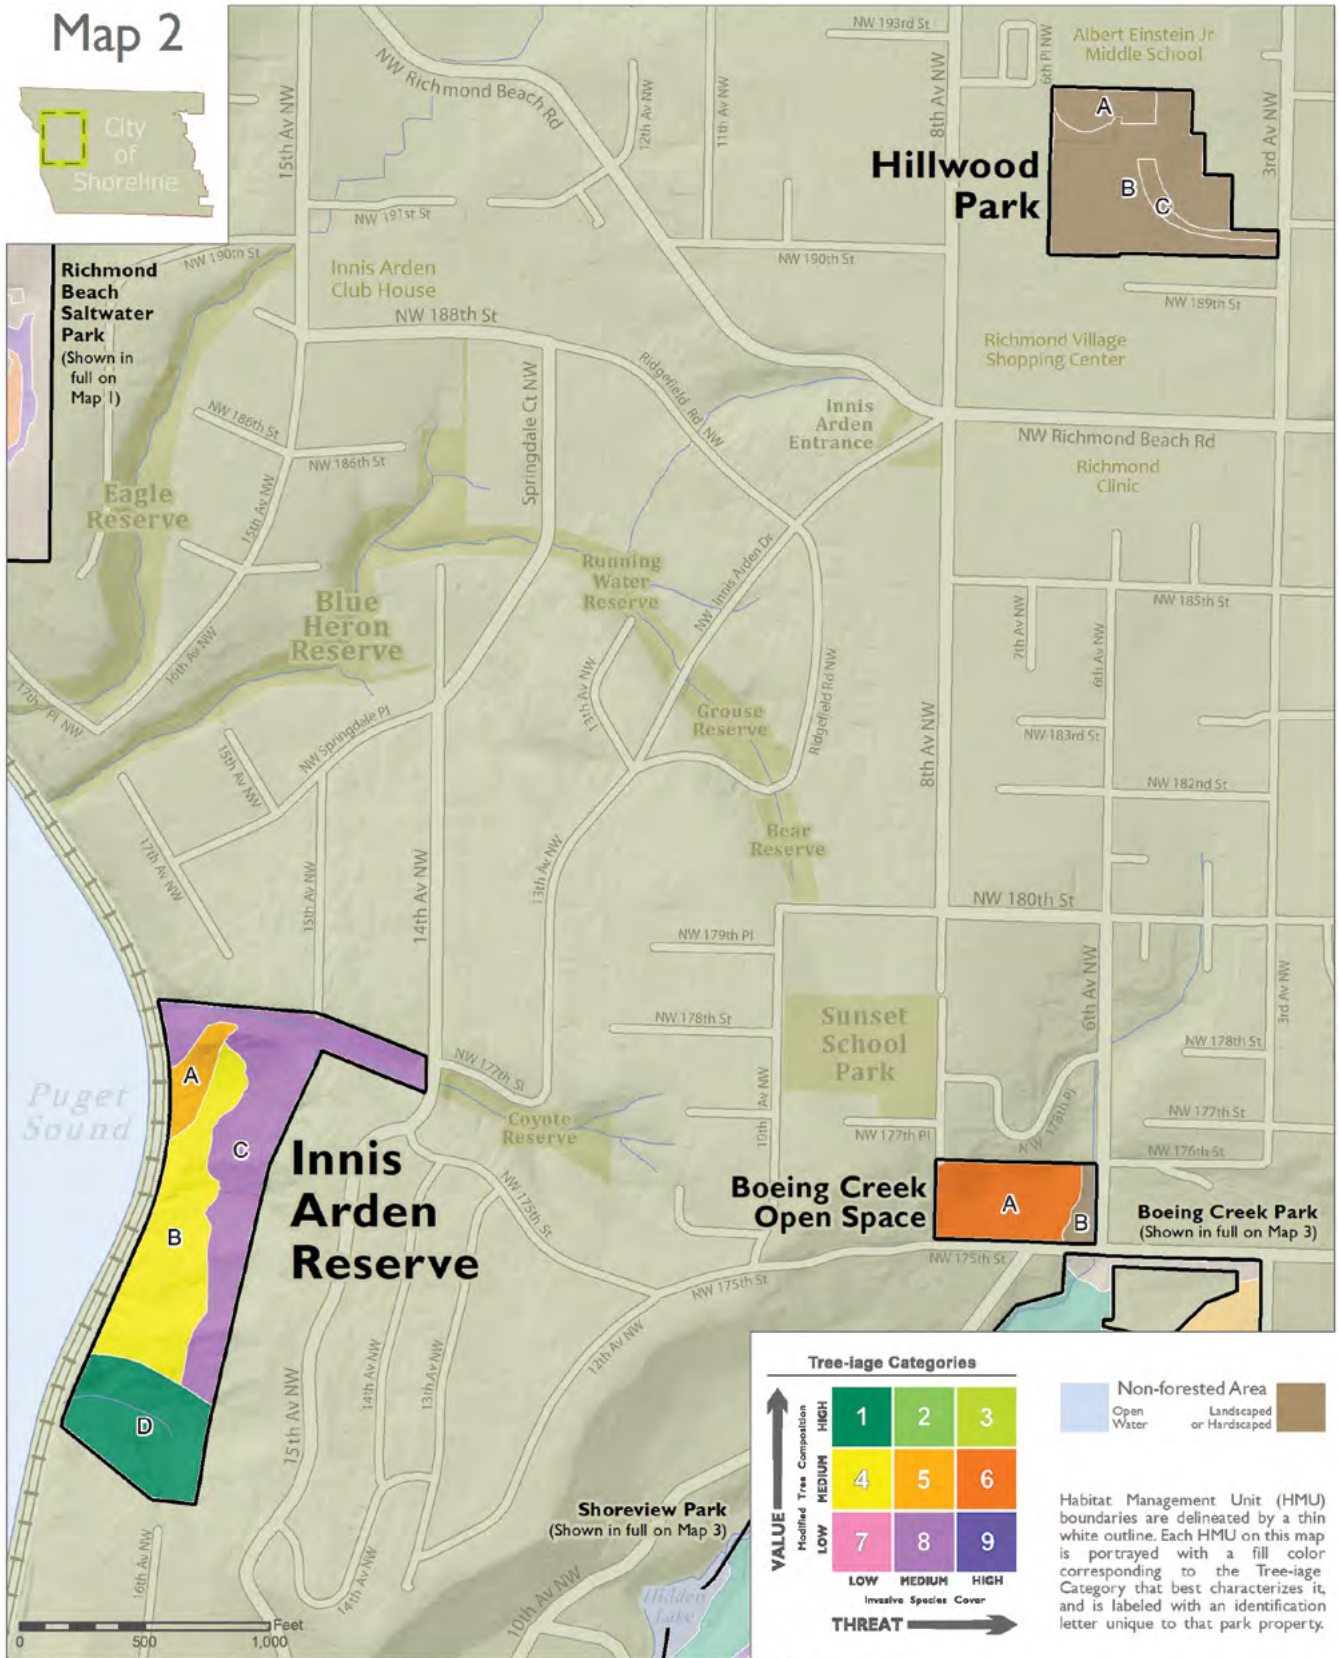 Map 2
City
of
Shoreline
NW 193rd St
8th Av NW
6th Pl NW
Albert Einstein Jr
Middle School
3rd Av NW
15th Av NW
NW Richmond Beach Rd
12th Av NW
11th Av NW
A
B
C
Hillwood
Park
NW 191st St
NW 190th St
NW 190th St
NW 189th St
Richmond
Beach
Saltwater
Park
(Shown in
full on
Map 1)
Innis Arden
Club House
NW 188th St
Richmond Village
Shopping Center
Ridgefield Rd NW
Springdale Ct NW
Innis
Arden
Entrance
NW Richmond Beach Rd
Richmond
Clinic
NW 186th St
NW 186th St
15th Av NW
Eagle
Reserve
Running
Water
Reserve
NW Innis Arden Dr
Blue
Heron
Reserve
NW 185th St
7th Av NW
6th Av NW
16th Av NW
17th Pl NW
13th Av NW
Grouse
Reserve
Ridgefield Rd NW
8th Av NW
NW 183rd St
NW 182nd St
NW Springdale Pl
15th Av NW
17th Av NW
15th Av NW
14th Av NW
13th Av NW
Bear
Reserve
NW 180th St
NW 179th Pl
6th Av NW
3rd Av NW
NW 178th St
Sunset
School
Park
NW 178th St
NW 177th St
10th Av NW
NW 178th Pl
NW 177th St
NW 177th Pl
NW 176th St
Coyote
Reserve
Puget
Sound
A
B
C
D
Innis
Arden
Reserve
NW 175th St
Boeing Creek
Open Space
A
B
Boeing Creek Park
(Shown in full on Map 3)
NW 175th St
NW 175th St
12th Av NW
15th Av NW
14th Av NW
13th Av NW
14th Av NW
16th Av NW
10th Av NW
Shoreview Park
(Shown in full on Map 3)
Hidden
Lake
Feet
0 500 1,000
Tree-iage Categories
VALUE
Modified Tree Composition
HIGH
1 2 3
MEDIUM
4 5 6
LOW
7 8 9
LOW MEDIUM HIGH
Invasive Species Cover
THREAT
Non-forested Area
Open
Water
Landscaped
or Hardscaped
Habitat Management Unit (HMU)
boundaries are delineated by a thin
white outline. Each HMU on this map
is portrayed with a fill color
corresponding to the Tree-iage
Category that best characterizes it,
and is labeled with an identification
letter unique to that park property.